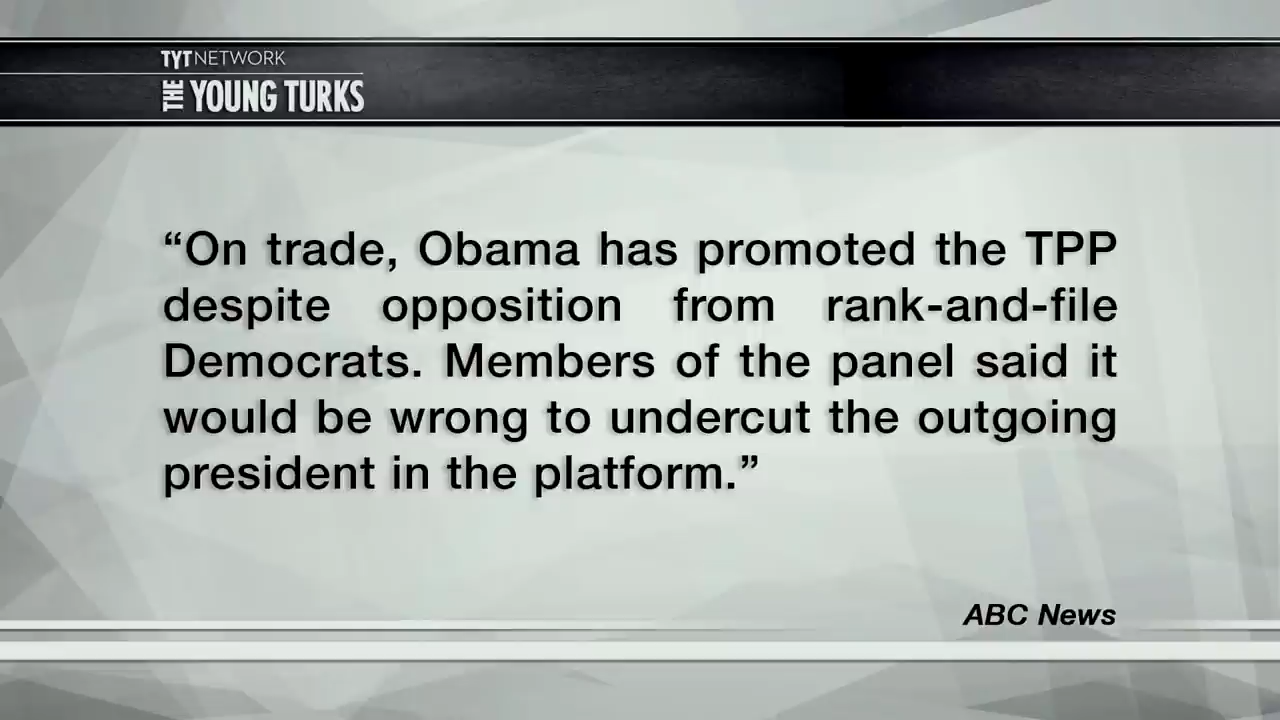 TYT NETWORK
THE YOUNG TURKS
“On trade, Obama has promoted the TPP
despite opposition from rank-and-file
Democrats. Members of the panel said it
would be wrong to undercut the outgoing
president in the platform.”
ABC News